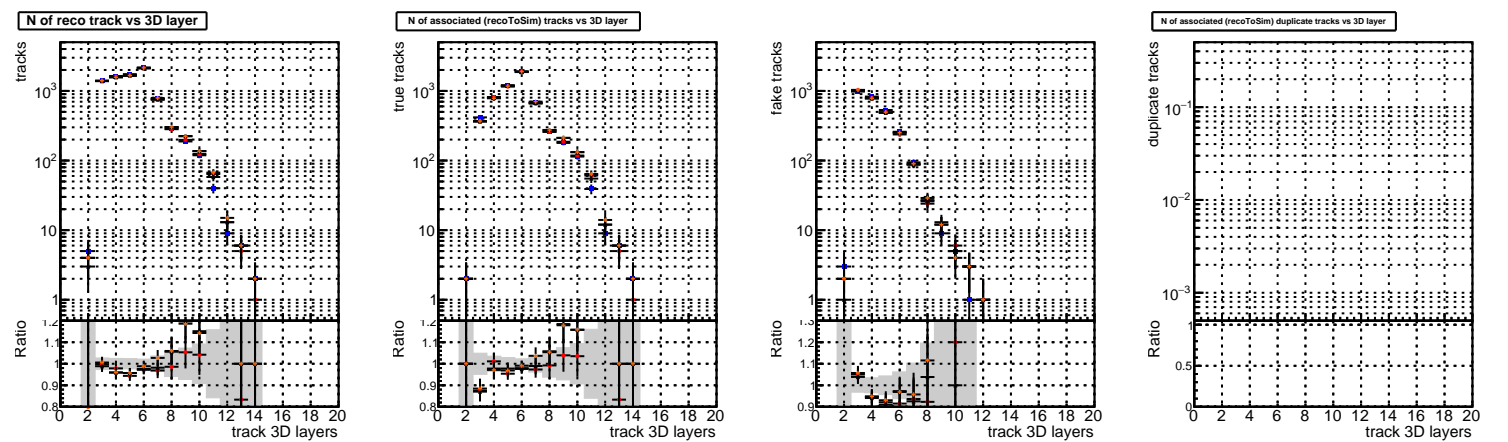 N of reco track vs 3D layer
tracks
10³
10²
10
1
Ratio
1.3
1.2
1.1
1
0.9
0.8
0 2 4 6 8 10 12 14 16 18 20
track 3D layers
N of associated (recoToSim) tracks vs 3D layer
true tracks
10³
10²
10
1
Ratio
1.2
1.1
1
0.9
0.8
0 2 4 6 8 10 12 14 16 18 20
track 3D layers
fake tracks
10³
10²
10
1
Ratio
1.3
1.2
1.1
1
0.9
0.8
0 2 4 6 8 10 12 14 16 18 20
track 3D layers
N of associated (recoToSim) duplicate tracks vs 3D layer
duplicate tracks
10⁻¹
10⁻²
10⁻³
Ratio
1
0.5
0
0 2 4 6 8 10 12 14 16 18 20
track 3D layers